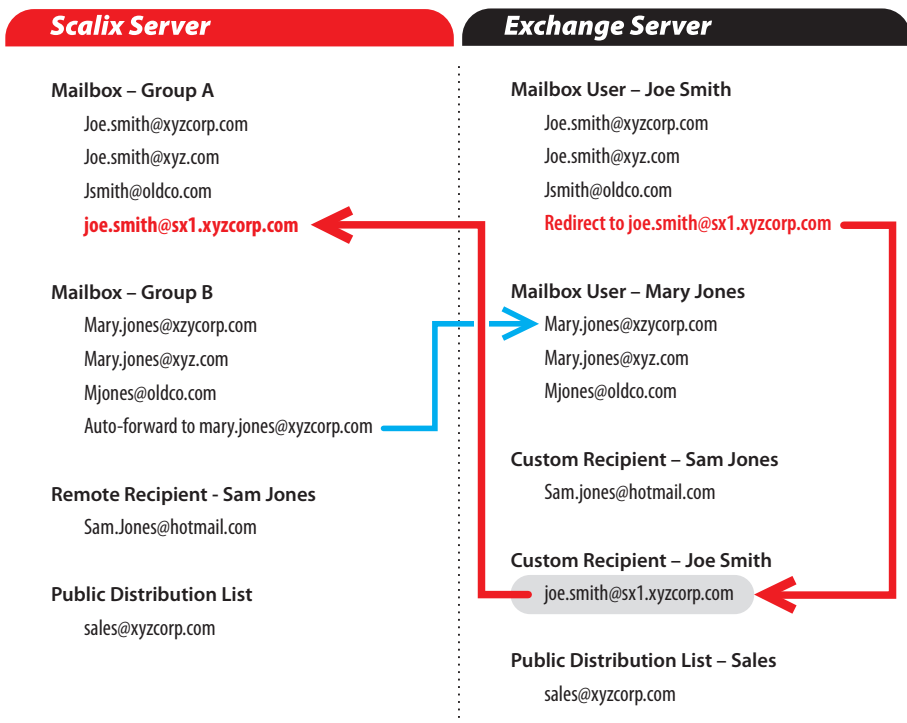 Scalix Server
Mailbox – Group A
Joe.smith@xyzcorp.com
Joe.smith@xyz.com
Jsmith@oldco.com
joe.smith@sx1.xyzcorp.com
Mailbox – Group B
Mary.jones@xzycorp.com
Mary.jones@xyz.com
Mjones@oldco.com
Auto-forward to mary.jones@xyzcorp.com
Remote Recipient - Sam Jones
Sam.Jones@hotmail.com
Public Distribution List
sales@xyzcorp.com
Exchange Server
Mailbox User – Joe Smith
Joe.smith@xyzcorp.com
Joe.smith@xyz.com
Jsmith@oldco.com
Redirect to joe.smith@sx1.xyzcorp.com
Mailbox User – Mary Jones
Mary.jones@xzycorp.com
Mary.jones@xyz.com
Mjones@oldco.com
Custom Recipient – Sam Jones
Sam.jones@hotmail.com
Custom Recipient – Joe Smith
joe.smith@sx1.xyzcorp.com
Public Distribution List – Sales
sales@xyzcorp.com